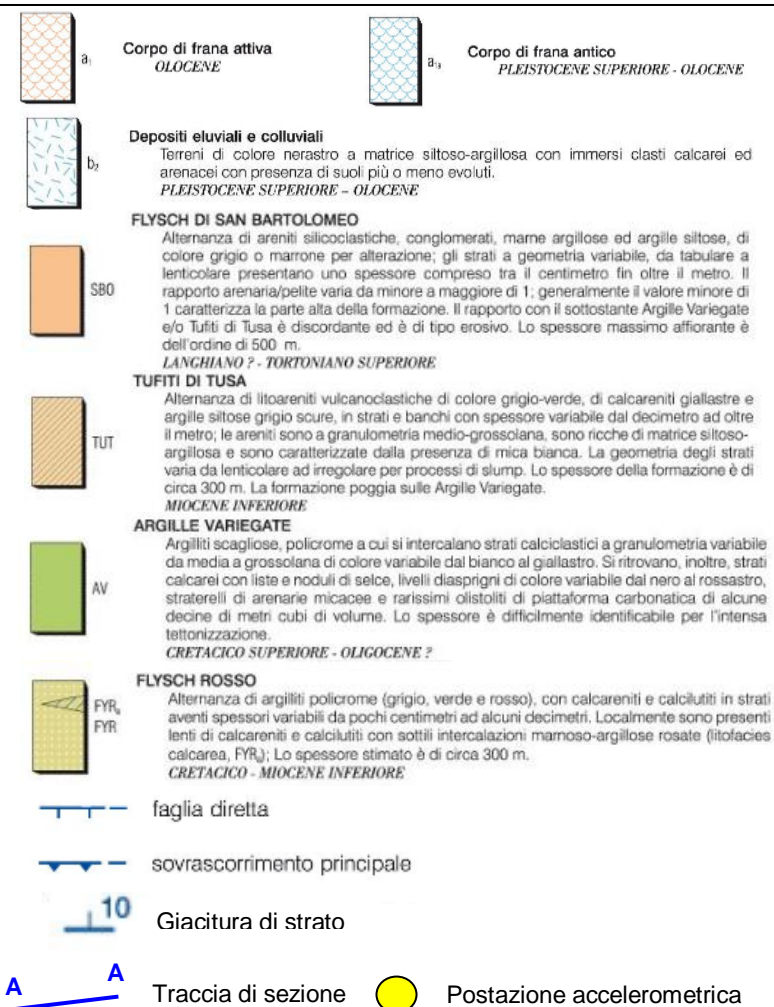 a₁ Corpo di frana attiva
OLOCENE
a₁ₐ Corpo di frana antico
PLEISTOCENE SUPERIORE - OLOCENE
b₂ Depositi eluviali e colluviali
Terreni di colore nerastro a matrice siltoso-argillosa con immersi clasti calcarei ed
arenacei con presenza di suoli più o meno evoluti.
PLEISTOCENE SUPERIORE – OLOCENE
FLYSCH DI SAN BARTOLOMEO
SBO
Alternanza di areniti silicoclastiche, conglomerati, marne argillose ed argille siltose, di
colore grigio o marrone per alterazione; gli strati a geometria variabile, da tabulare a
lenticolare presentano uno spessore compreso tra il centimetro fin oltre il metro. Il
rapporto arenaria/pelite varia da minore a maggiore di 1; generalmente il valore minore di
1 caratterizza la parte alta della formazione. Il rapporto con il sottostante Argille Variegate
e/o Tufiti di Tusa è discordante ed è di tipo erosivo. Lo spessore massimo affiorante è
dell'ordine di 500 m.
LANGHIANO ? - TORTONIANO SUPERIORE
TUFITI DI TUSA
TUT
Alternanza di litoareniti vulcanoclastiche di colore grigio-verde, di calcareniti giallastre e
argille siltose grigio scure, in strati e banchi con spessore variabile dal decimetro ad oltre
il metro; le areniti sono a granulometria medio-grossolana, sono ricche di matrice siltoso-
argillosa e sono caratterizzate dalla presenza di mica bianca. La geometria degli strati
varia da lenticolare ad irregolare per processi di slump. Lo spessore della formazione è di
circa 300 m. La formazione poggia sulle Argille Variegate.
MIOCENE INFERIORE
ARGILLE VARIEGATE
AV
Argilliti scagliose, policrome a cui si intercalano strati calciclastici a granulometria variabile
da media a grossolana di colore variabile dal bianco al giallastro. Si ritrovano, inoltre, strati
calcarei con liste e noduli di selce, livelli diasprigni di colore variabile dal nero al rossastro,
straterelli di arenarie micacee e rarissimi olistoliti di piattaforma carbonatica di alcune
decine di metri cubi di volume. Lo spessore è difficilmente identificabile per l'intensa
tettonizzazione.
CRETACICO SUPERIORE - OLIGOCENE ?
FLYSCH ROSSO
FYRₐ
FYR
Alternanza di argilliti policrome (grigio, verde e rosso), con calcareniti e calcilutiti in strati
aventi spessori variabili da pochi centimetri ad alcuni decimetri. Localmente sono presenti
lenti di calcareniti e calcilutiti con sottili intercalazioni marnoso-argillose rosate (litofacies
calcarea, FYRₐ); Lo spessore stimato è di circa 300 m.
CRETACICO - MIOCENE INFERIORE
faglia diretta
sovrascorrimento principale
10 Giacitura di strato
A A Traccia di sezione
Postazione accelerometrica